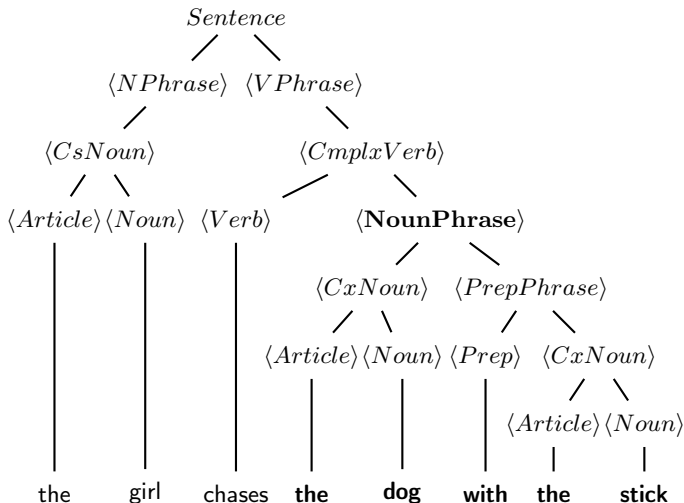 Sentence
⟨NPhrase⟩ ⟨VPhrase⟩
⟨CsNoun⟩ ⟨CmplxVerb⟩
⟨Article⟩ ⟨Noun⟩ ⟨Verb⟩ ⟨NounPhrase⟩
⟨CxNoun⟩ ⟨PrepPhrase⟩
⟨Article⟩ ⟨Noun⟩ ⟨Prep⟩ ⟨CxNoun⟩
⟨Article⟩ ⟨Noun⟩
the girl chases the dog with the stick